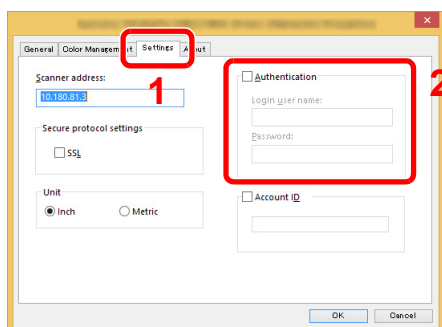 General Color Management Settings About
1
Scanner address:
10.180.81.3
Secure protocol settings
SSL
Unit
Inch Metric
2
Authentication
Login user name:
Password:
Account ID
OK Cancel